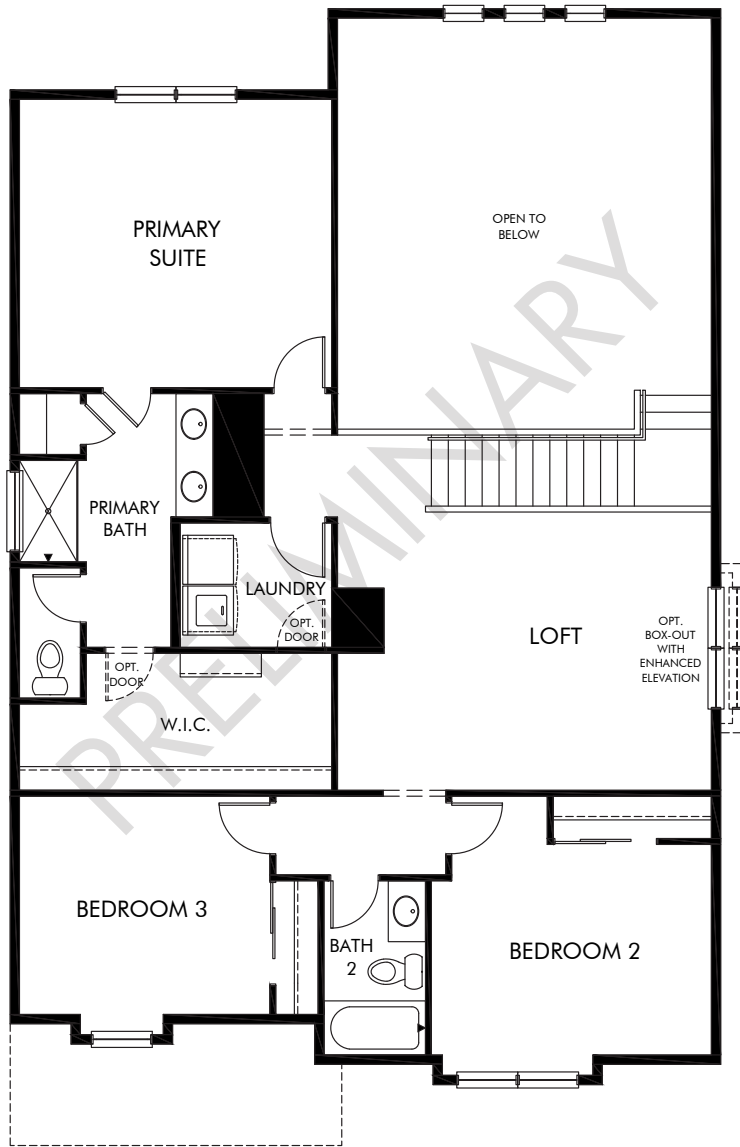 OPEN TO
BELOW
PRIMARY
SUITE
PRIMARY
BATH
LAUNDRY
OPT.
DOOR
LOFT
OPT.
BOX-OUT
WITH
ENHANCED
ELEVATION
OPT.
DOOR
W.I.C.
BEDROOM 3
BATH
2
BEDROOM 2
PRELIMINARY